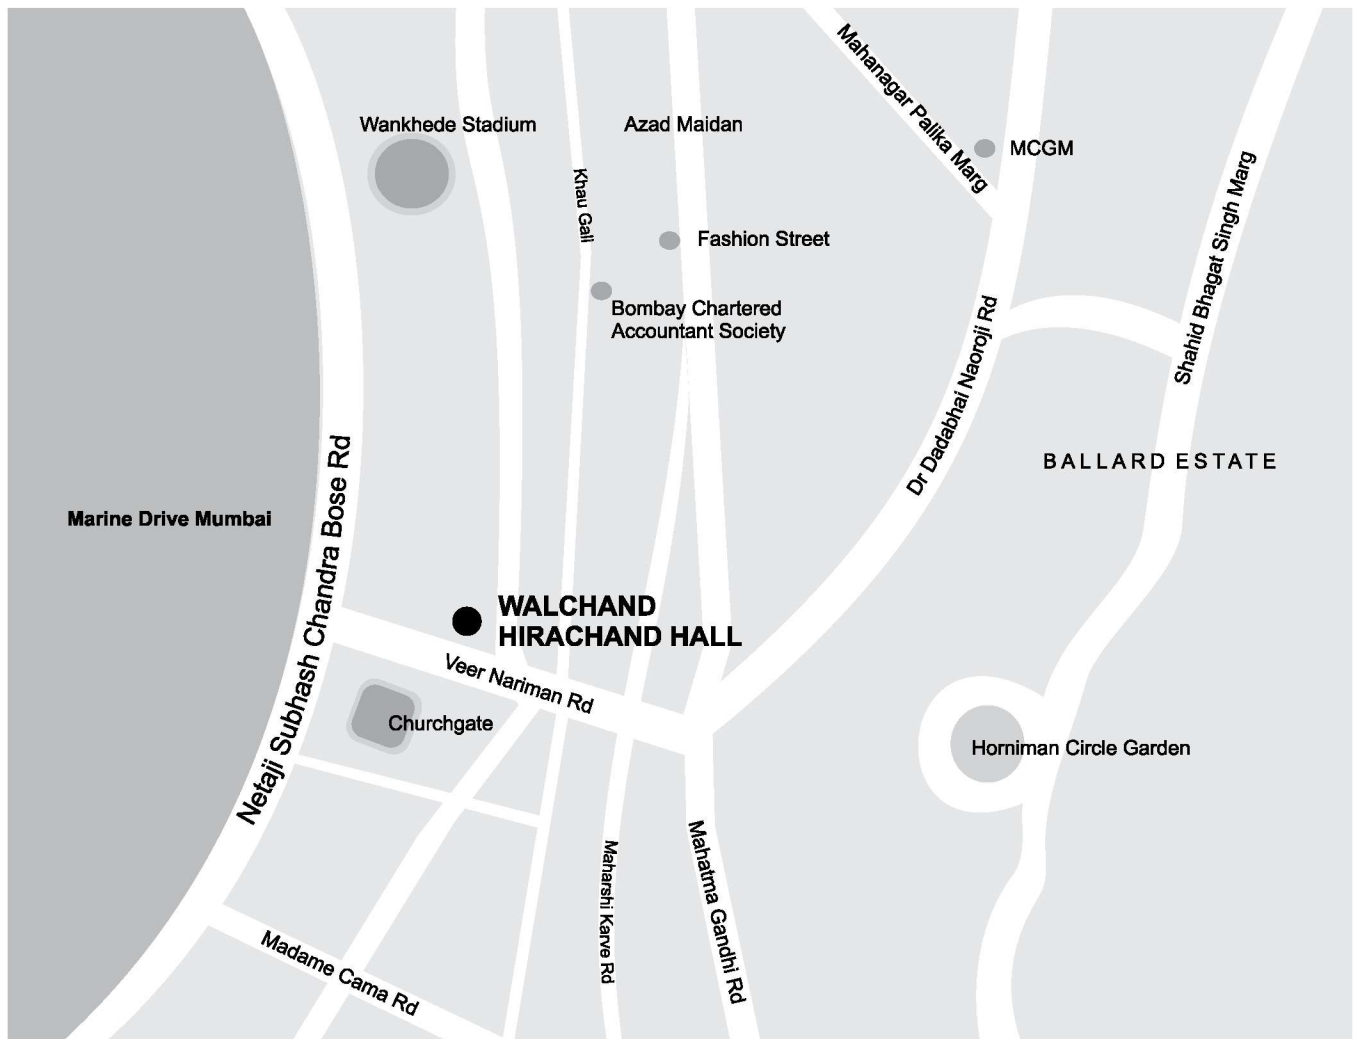 Mahanagar Palika Marg
Wankhede Stadium
Azad Maidan
MCGM
Khau Gali
Shahid Bhagat Singh Marg
Fashion Street
Bombay Chartered
Accountant Society
Dr Dadabhai Naoroji Rd
BALLARD ESTATE
Marine Drive Mumbai
Netaji Subhash Chandra Bose Rd
WALCHAND
HIRACHAND HALL
Veer Nariman Rd
Churchgate
Horniman Circle Garden
Maharshi Karve Rd
Mahatma Gandhi Rd
Madame Cama Rd